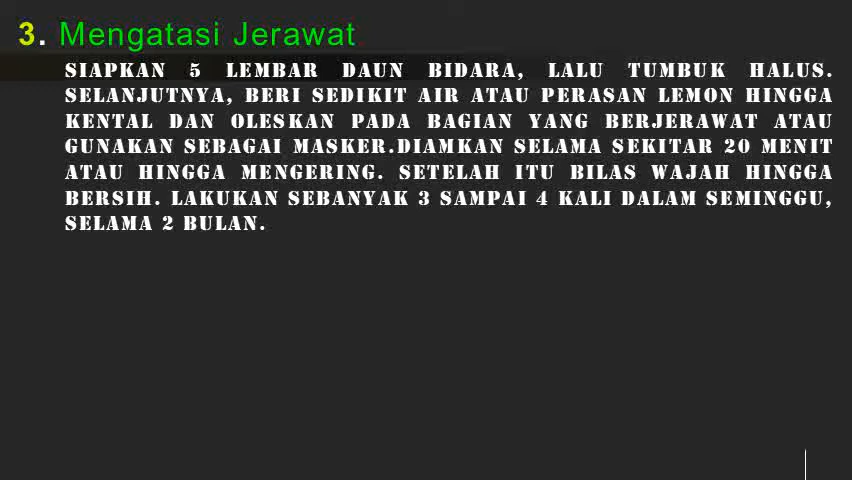 3. Mengatasi Jerawat
SIAPKAN 5 LEMBAR DAUN BIDARA, LALU TUMBUK HALUS.
SELANJUTNYA, BERI SEDIKIT AIR ATAU PERASAN LEMON HINGGA
KENTAL DAN OLESKAN PADA BAGIAN YANG BERJERAWAT ATAU
GUNAKAN SEBAGAI MASKER.DIAMKAN SELAMA SEKITAR 20 MENIT
ATAU HINGGA MENGERING. SETELAH ITU BILAS WAJAH HINGGA
BERSIH. LAKUKAN SEBANYAK 3 SAMPAI 4 KALI DALAM SEMINGGU,
SELAMA 2 BULAN.